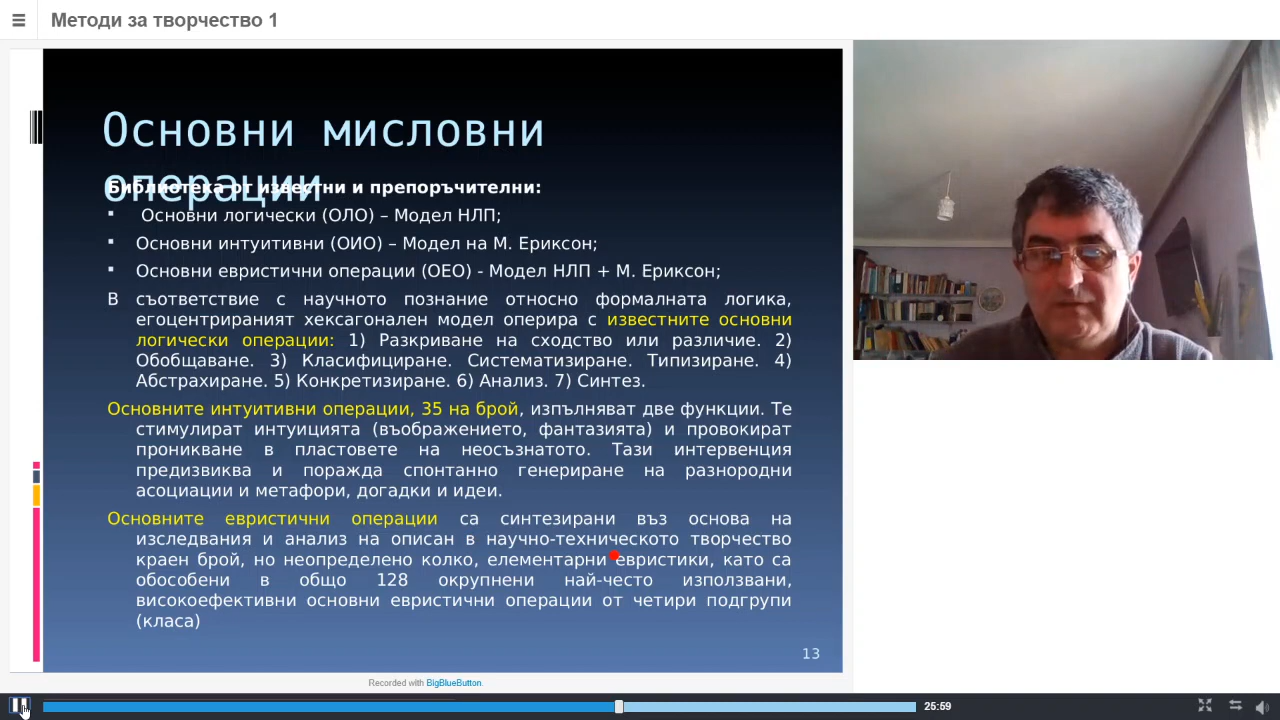 Методи за творчество 1
Основни мисловни
операции
Библиотека от известни и препоръчителни:
Основни логически (ОЛО) – Модел НЛП;
Основни интуитивни (ОИО) – Модел на М. Ериксон;
Основни евристични операции (ОЕО) - Модел НЛП + М. Ериксон;
В съответствие с научното познание относно формалната логика,
егоцентрираният хексагонален модел оперира с известните основни
логически операции: 1) Разкриване на сходство или различие. 2)
Обобщаване. 3) Класифициране. Систематизиране. Типизиране. 4)
Абстрахиране. 5) Конкретизиране. 6) Анализ. 7) Синтез.
Основните интуитивни операции, 35 на брой, изпълняват две функции. Те
стимулират интуицията (въображението, фантазията) и провокират
проникване в пластовете на неосъзнатото. Тази интервенция
предизвиква и поражда спонтанно генериране на разнородни
асоциации и метафори, догадки и идеи.
Основните евристични операции са синтезирани въз основа на
изследвания и анализ на описан в научно-техническото творчество
краен брой, но неопределено колко, елементарни евристики, като са
обособени в общо 128 окрупнени най-често използвани,
високоефективни основни евристични операции от четири подгрупи
(класа)
13
Recorded with BigBlueButton.
25:59